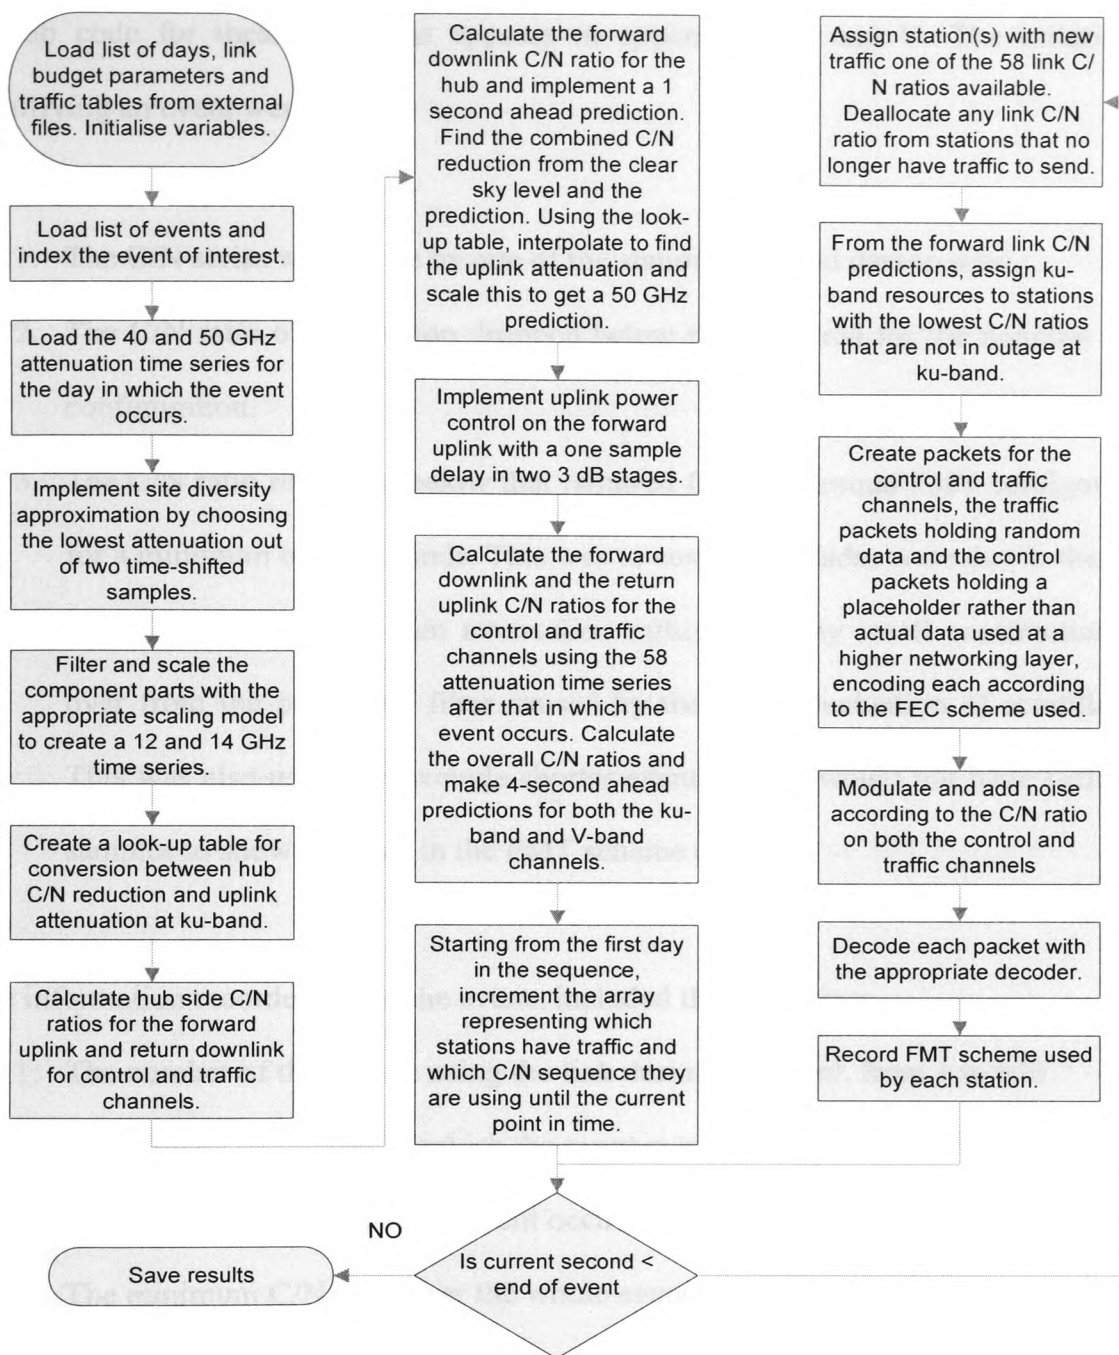 Load list of days, link
budget parameters and
traffic tables from external
files. Initialise variables.
Load list of events and
index the event of interest.
Load the 40 and 50 GHz
attenuation time series for
the day in which the event
occurs.
Implement site diversity
approximation by choosing
the lowest attenuation out
of two time-shifted
samples.
Filter and scale the
component parts with the
appropriate scaling model
to create a 12 and 14 GHz
time series.
Create a look-up table for
conversion between hub
C/N reduction and uplink
attenuation at ku-band.
Calculate hub side C/N
ratios for the forward
uplink and return downlink
for control and traffic
channels.
Calculate the forward
downlink C/N ratio for the
hub and implement a 1
second ahead prediction.
Find the combined C/N
reduction from the clear
sky level and the
prediction. Using the look-
up table, interpolate to find
the uplink attenuation and
scale this to get a 50 GHz
prediction.
Implement uplink power
control on the forward
uplink with a one sample
delay in two 3 dB stages.
Calculate the forward
downlink and the return
uplink C/N ratios for the
control and traffic
channels using the 58
attenuation time series
after that in which the
event occurs. Calculate
the overall C/N ratios and
make 4-second ahead
predictions for both the ku-
band and V-band
channels.
Starting from the first day
in the sequence,
increment the array
representing which
stations have traffic and
which C/N sequence they
are using until the current
point in time.
Is current second <
end of event
NO
Save results
Assign station(s) with new
traffic one of the 58 link C/
N ratios available.
Deallocate any link C/N
ratio from stations that no
longer have traffic to send.
From the forward link C/N
predictions, assign ku-
band resources to stations
with the lowest C/N ratios
that are not in outage at
ku-band.
Create packets for the
control and traffic
channels, the traffic
packets holding random
data and the control
packets holding a
placeholder rather than
actual data used at a
higher networking layer,
encoding each according
to the FEC scheme used.
Modulate and add noise
according to the C/N ratio
on both the control and
traffic channels
Decode each packet with
the appropriate decoder.
Record FMT scheme used
by each station.